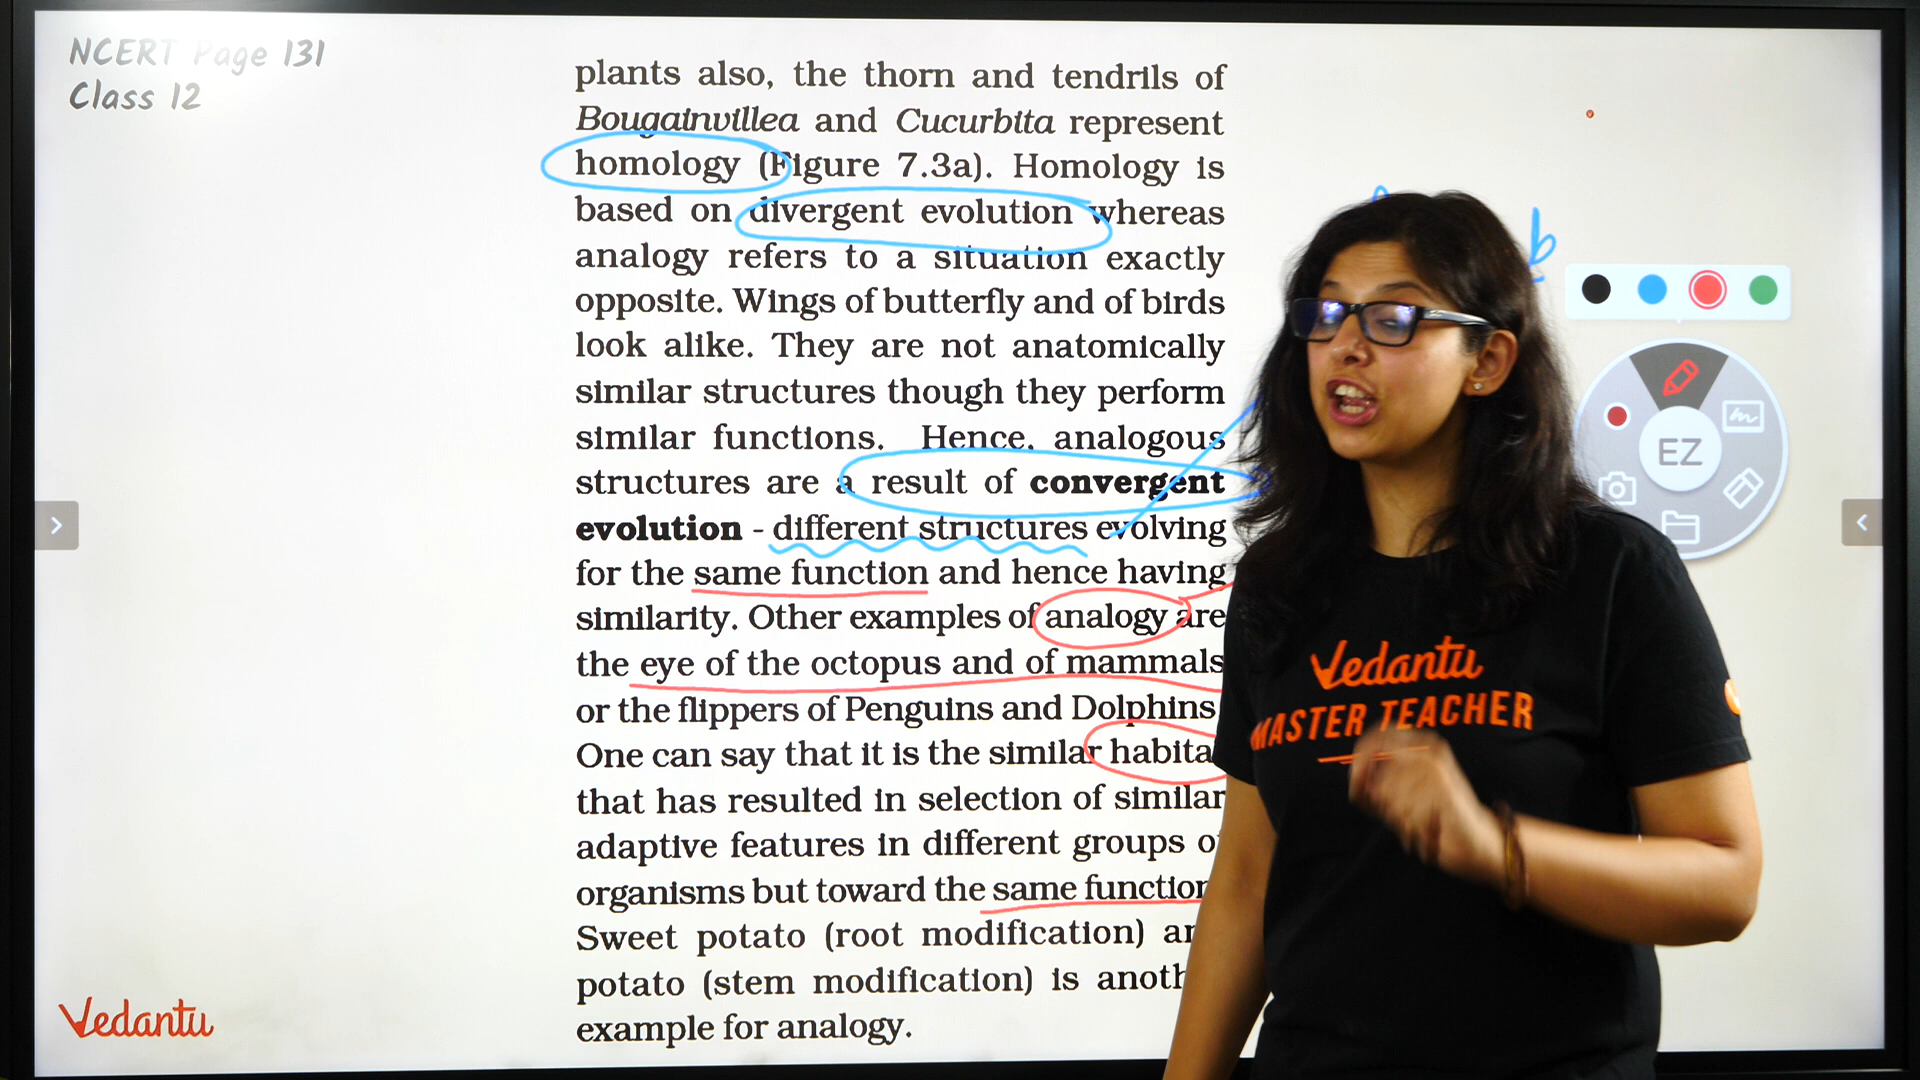 NCERT Page 131
Class 12
plants also, the thorn and tendrils of
Bougainvillea and Cucurbita represent
homology (Figure 7.3a). Homology is
based on divergent evolution whereas
analogy refers to a situation exactly
opposite. Wings of butterfly and of birds
look alike. They are not anatomically
similar structures though they perform
similar functions. Hence, analogous
structures are a result of convergent
evolution - different structures evolving
for the same function and hence having
similarity. Other examples of analogy are
the eye of the octopus and of mammals
or the flippers of Penguins and Dolphins
One can say that it is the similar habita
that has resulted in selection of similar
adaptive features in different groups o
organisms but toward the same function
Sweet potato (root modification) an
potato (stem modification) is anoth
example for analogy.
b
EZ
Vedantu
MASTER TEACHER
Vedantu